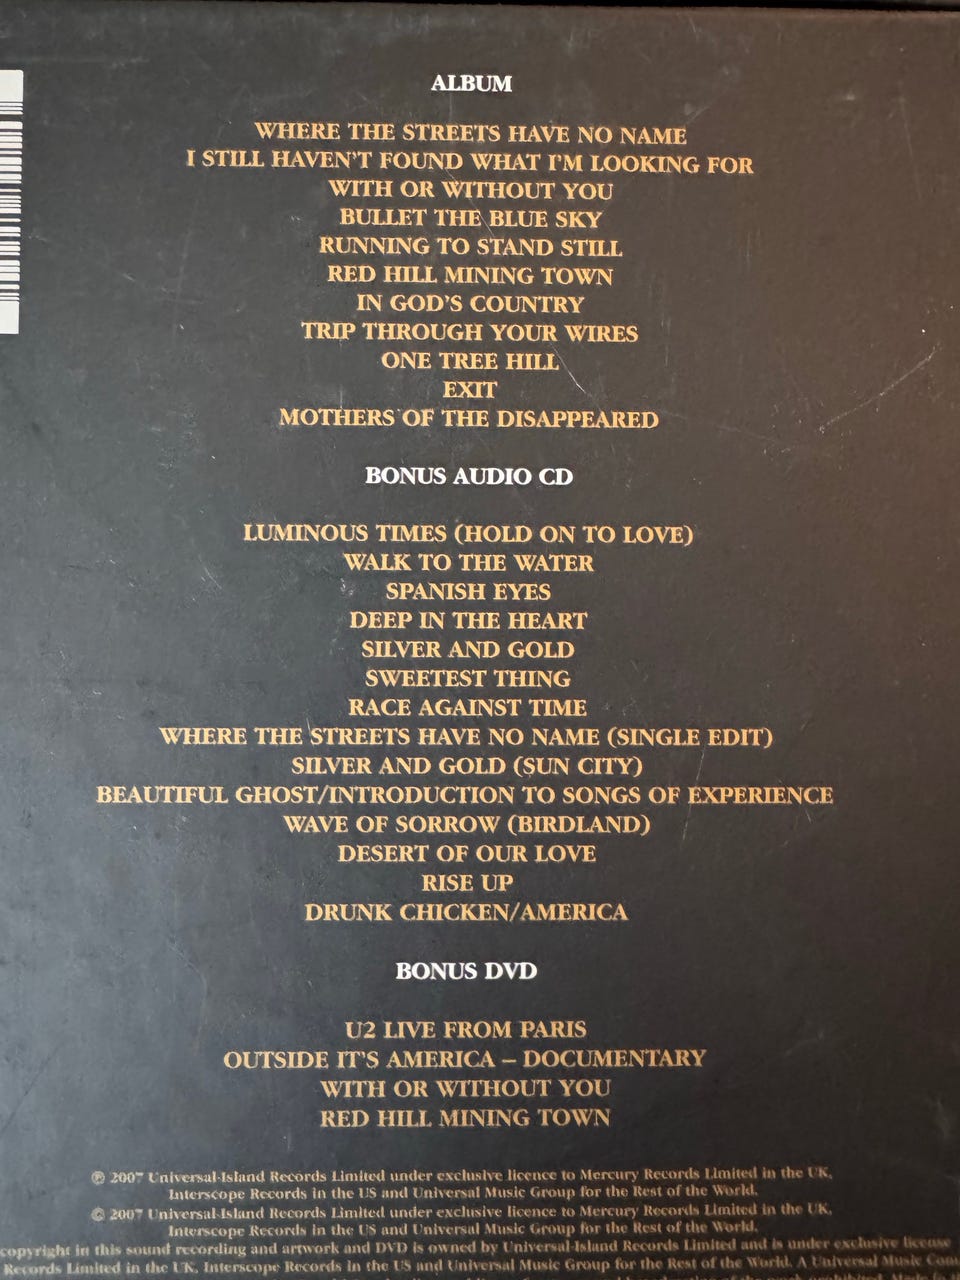 ALBUM
WHERE THE STREETS HAVE NO NAME
I STILL HAVEN'T FOUND WHAT I'M LOOKING FOR
WITH OR WITHOUT YOU
BULLET THE BLUE SKY
RUNNING TO STAND STILL
RED HILL MINING TOWN
IN GOD'S COUNTRY
TRIP THROUGH YOUR WIRES
ONE TREE HILL
EXIT
MOTHERS OF THE DISAPPEARED
BONUS AUDIO CD
LUMINOUS TIMES (HOLD ON TO LOVE)
WALK TO THE WATER
SPANISH EYES
DEEP IN THE HEART
SILVER AND GOLD
SWEETEST THING
RACE AGAINST TIME
WHERE THE STREETS HAVE NO NAME (SINGLE EDIT)
SILVER AND GOLD (SUN CITY)
BEAUTIFUL GHOST/INTRODUCTION TO SONGS OF EXPERIENCE
WAVE OF SORROW (BIRDLAND)
DESERT OF OUR LOVE
RISE UP
DRUNK CHICKEN/AMERICA
BONUS DVD
U2 LIVE FROM PARIS
OUTSIDE IT'S AMERICA – DOCUMENTARY
WITH OR WITHOUT YOU
RED HILL MINING TOWN
℗ 2007 Universal-Island Records Limited under exclusive licence to Mercury Records Limited in the UK,
Interscope Records in the US and Universal Music Group for the Rest of the World.
© 2007 Universal-Island Records Limited under exclusive licence to Mercury Records Limited in the UK,
Interscope Records in the US and Universal Music Group for the Rest of the World.
copyright in this sound recording and artwork and DVD is owned by Universal-Island Records Limited and is under exclusive license
Records Limited in the UK, Interscope Records in the US and Universal Music Group for the Rest of the World. A Universal Music